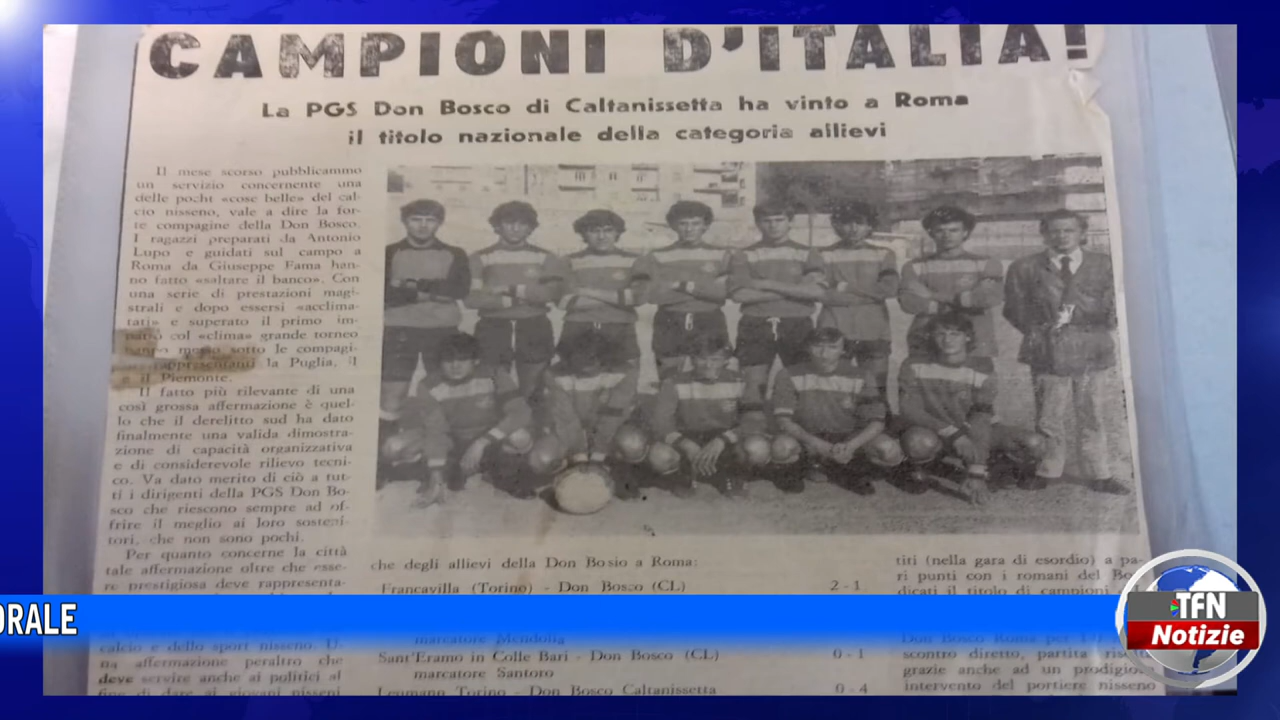 CAMPIONI D'ITALIA!
La PGS Don Bosco di Caltanissetta ha vinto a Roma
il titolo nazionale della categoria allievi
Il mese scorso pubblicammo
un servizio concernente una
delle pochi «cose belle» del cal-
cio nisseno, vale a dire la for-
te compagine della Don Bosco.
I ragazzi preparati da Antonio
Lupo e guidati sul campo a
Roma da Giuseppe Fama han-
no fatto «saltare il banco». Con
una serie di prestazioni magi-
strali e dopo essersi «acclima-
tati» e superato il primo im-
col «clima» grande torneo
messo sotto le compagi-
rappresentanti la Puglia, il
e il Piemonte.
Il fatto più rilevante di una
così grossa affermazione è quel-
lo che il derelitto sud ha dato
finalmente una valida dimostra-
zione di capacità organizzativa
e di considerevole rilievo tecni-
co. Va dato merito di ciò a tut-
ti i dirigenti della PGS Don Bo-
sco che riescono sempre ad of-
frire il meglio ai loro sosteni-
tori, che non sono pochi.
Per quanto concerne la città
tale affermazione oltre che esse-
re prestigiosa deve rappresenta-
calcio e dello sport nisseno. U-
na affermazione peraltro che
deve servire anche ai politici al
fine di dare ai giovani nisseni
che degli allievi della Don Bosio a Roma:
Francavilla (Torino) - Don Bosco (CL) 2 - 1
marcatore Mendolia
Sant'Eramo in Colle Bari - Don Bosco (CL) 0 - 1
marcatore Santoro
Leumann Torino - Don Bosco Caltanissetta 0 - 4
tiri (nella gara di esordio) a pa-
ri punti con i romani del Bo-
dicati il titolo di campioni
Don Bosco Roma per
scontro diretto, partita
grazie anche ad un prodigioso
intervento del portiere nisseno
ORALE
TFN
Notizie